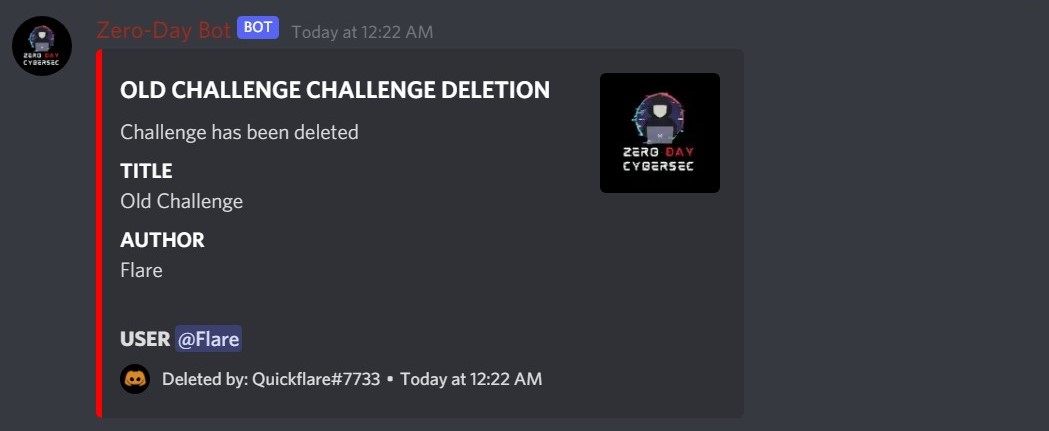 Zero-Day Bot BOT Today at 12:22 AM
ZERO DAY
CYBERSEC
OLD CHALLENGE CHALLENGE DELETION
Challenge has been deleted
TITLE
Old Challenge
AUTHOR
Flare
ZERO DAY
CYBERSEC
USER @Flare
Deleted by: Quickflare#7733 • Today at 12:22 AM